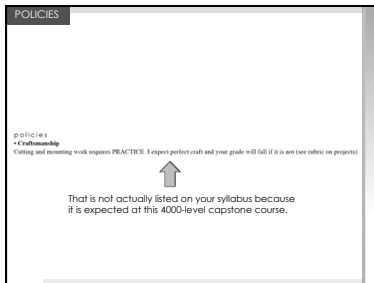 POLICIES
policies
• Craftsmanship
Cutting and mounting work requires PRACTICE. I expect perfect craft and your grade will fall if it is not (see rubric on projects).
That is not actually listed on your syllabus because
it is expected at this 4000-level capstone course.